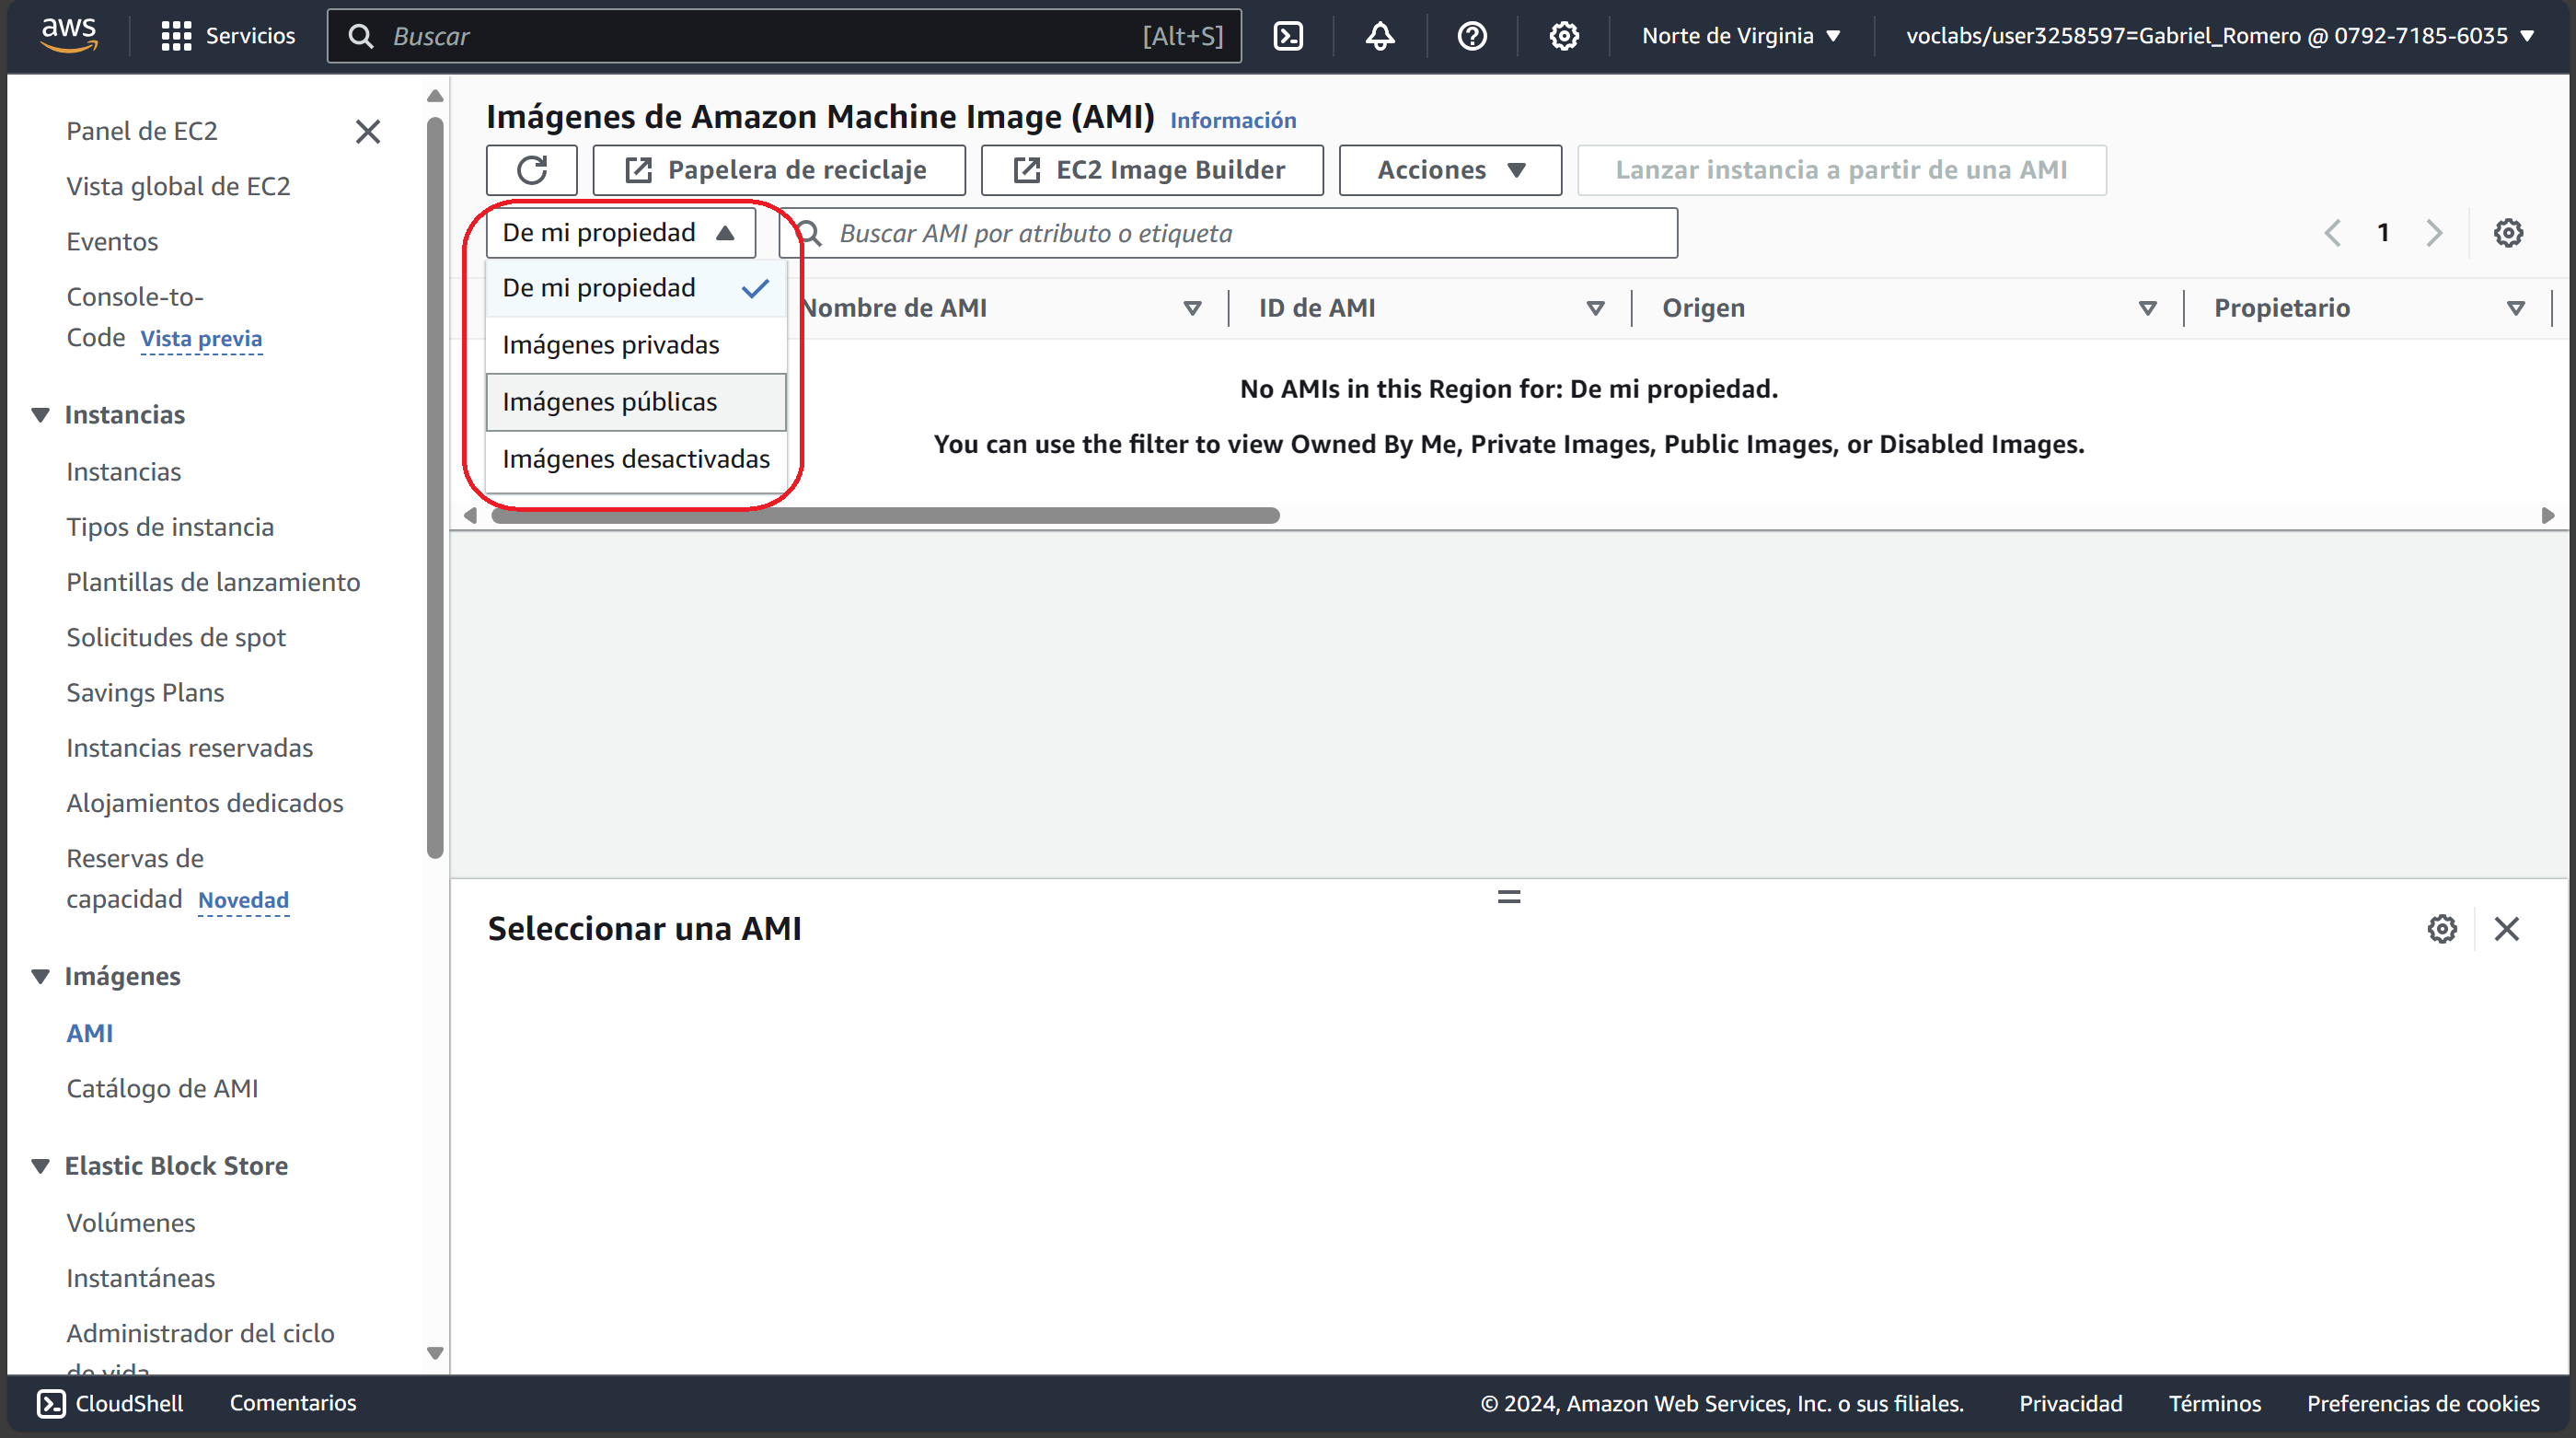 aws
Servicios
Buscar
[Alt+S]
Norte de Virginia
voclabs/user3258597=Gabriel_Romero @ 0792-7185-6035
Panel de EC2
Vista global de EC2
Eventos
Console-to-
Code Vista previa
Instancias
Instancias
Tipos de instancia
Plantillas de lanzamiento
Solicitudes de spot
Savings Plans
Instancias reservadas
Alojamientos dedicados
Reservas de
capacidad Novedad
Imágenes
AMI
Catálogo de AMI
Elastic Block Store
Volúmenes
Instantáneas
Administrador del ciclo
de vida
Imágenes de Amazon Machine Image (AMI) Información
Papelera de reciclaje
EC2 Image Builder
Acciones
Lanzar instancia a partir de una AMI
De mi propiedad
Buscar AMI por atributo o etiqueta
1
De mi propiedad
Imágenes privadas
Imágenes públicas
Imágenes desactivadas
Nombre de AMI
ID de AMI
Origen
Propietario
No AMIs in this Region for: De mi propiedad.
You can use the filter to view Owned By Me, Private Images, Public Images, or Disabled Images.
Seleccionar una AMI
CloudShell
Comentarios
© 2024, Amazon Web Services, Inc. o sus filiales.
Privacidad
Términos
Preferencias de cookies